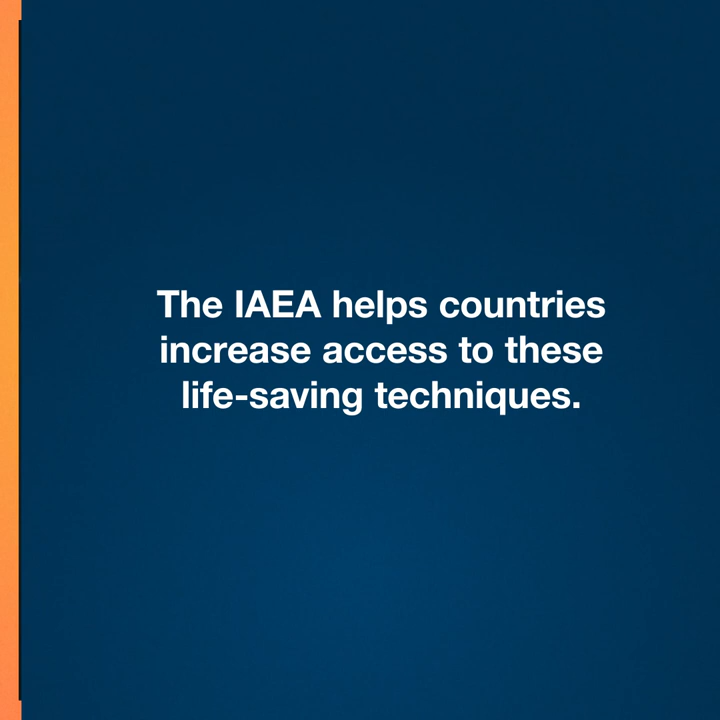 The IAEA helps countries
increase access to these
life-saving techniques.